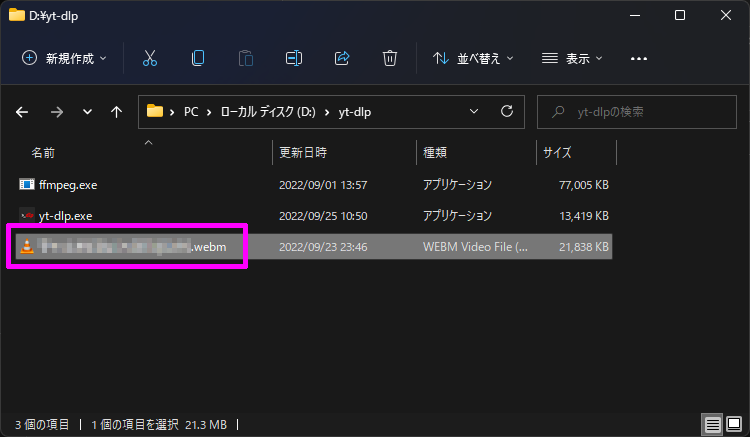 D:¥yt-dlp
新規作成 並べ替え 表示
PC ローカル ディスク (D:) yt-dlp yt-dlpの検索
名前 更新日時 種類 サイズ
ffmpeg.exe 2022/09/01 13:57 アプリケーション 77,005 KB
yt-dlp.exe 2022/09/25 10:50 アプリケーション 13,419 KB
.webm 2022/09/23 23:46 WEBM Video File (... 21,838 KB
3 個の項目 1 個の項目を選択 21.3 MB